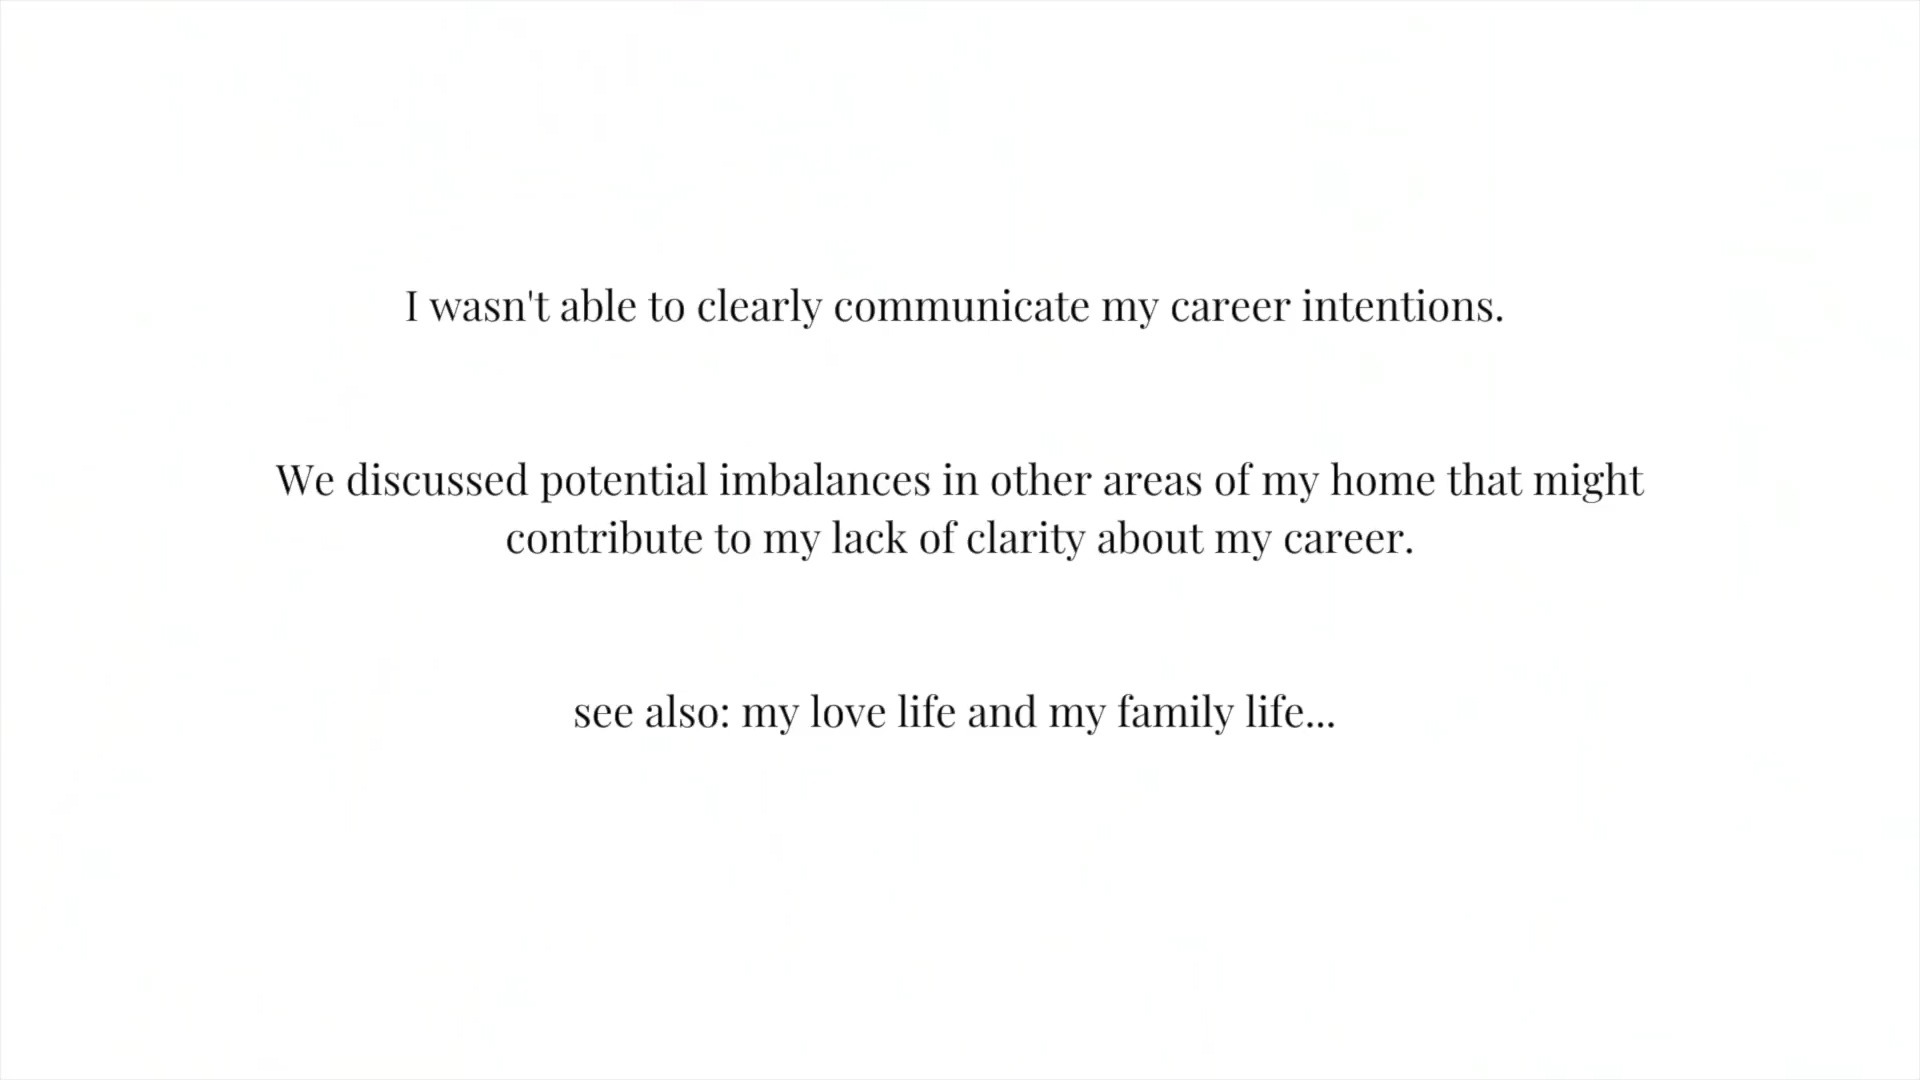 I wasn't able to clearly communicate my career intentions.
We discussed potential imbalances in other areas of my home that might
contribute to my lack of clarity about my career.
see also: my love life and my family life...